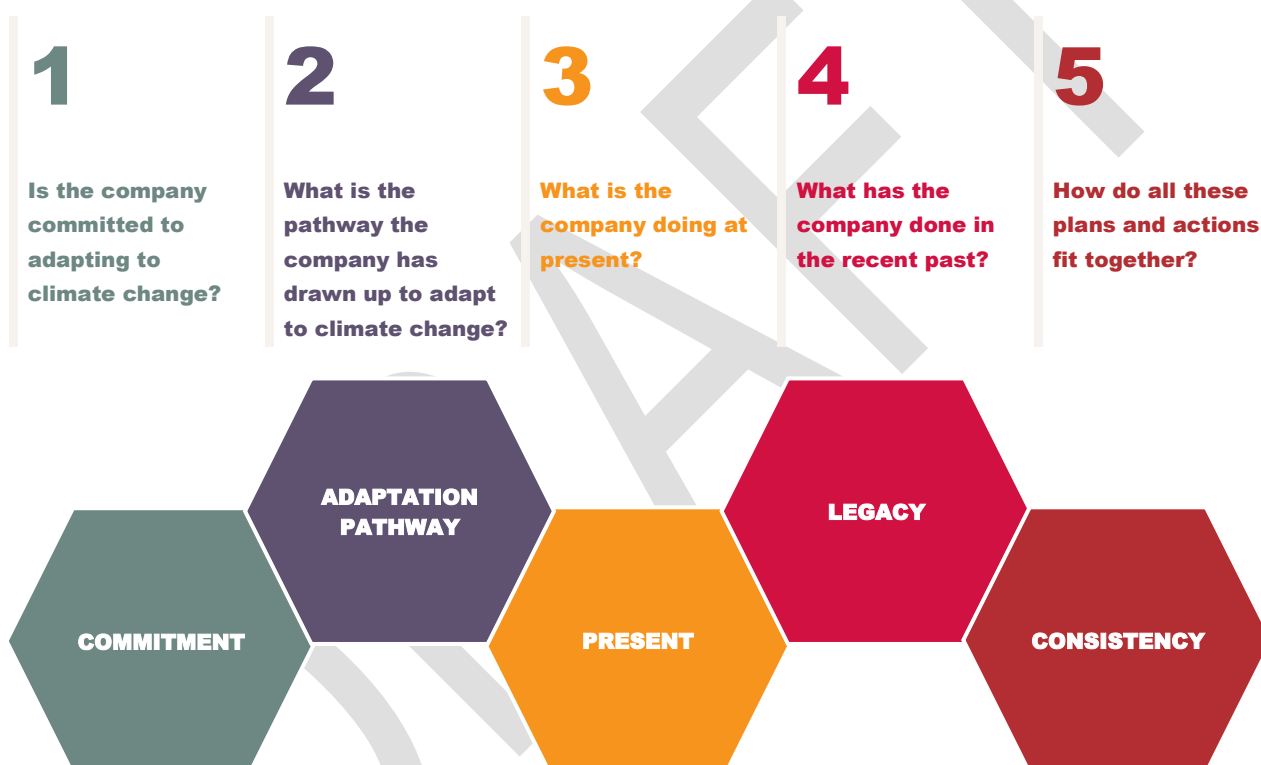 1
Is the company
committed to
adapting to
climate change?
2
What is the
pathway the
company has
drawn up to adapt
to climate change?
3
What is the
company doing at
present?
4
What has the
company done in
the recent past?
5
How do all these
plans and actions
fit together?
COMMITMENT
ADAPTATION
PATHWAY
PRESENT
LEGACY
CONSISTENCY
DRAFT